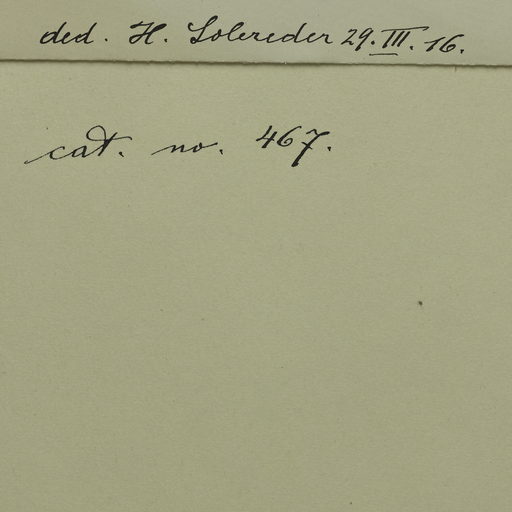 ded. H. Solereder 29.III.16.
cat. no. 467.